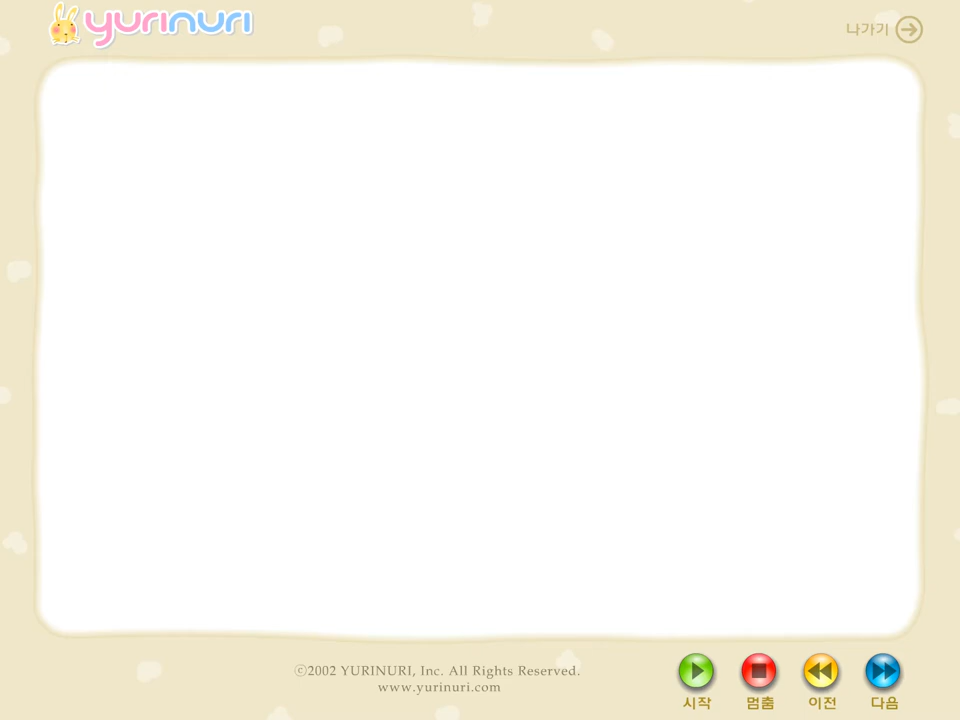 yurinuri
나가기
ⓒ2002 YURINURI, Inc. All Rights Reserved.
www.yurinuri.com
시작 멈춤 이전 다음